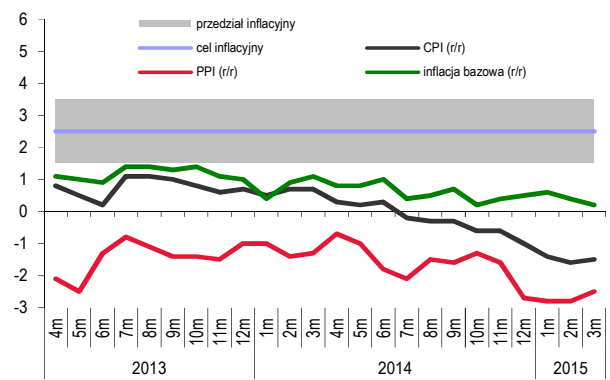 6
5
4
3
2
1
0
-1
-2
-3
przedział inflacyjny
cel inflacyjny
CPI (r/r)
PPI (r/r)
inflacja bazowa (r/r)
4m 5m 6m 7m 8m 9m 10m 11m 12m 1m 2m 3m 4m 5m 6m 7m 8m 9m 10m 11m 12m 1m 2m 3m
2013 2014 2015